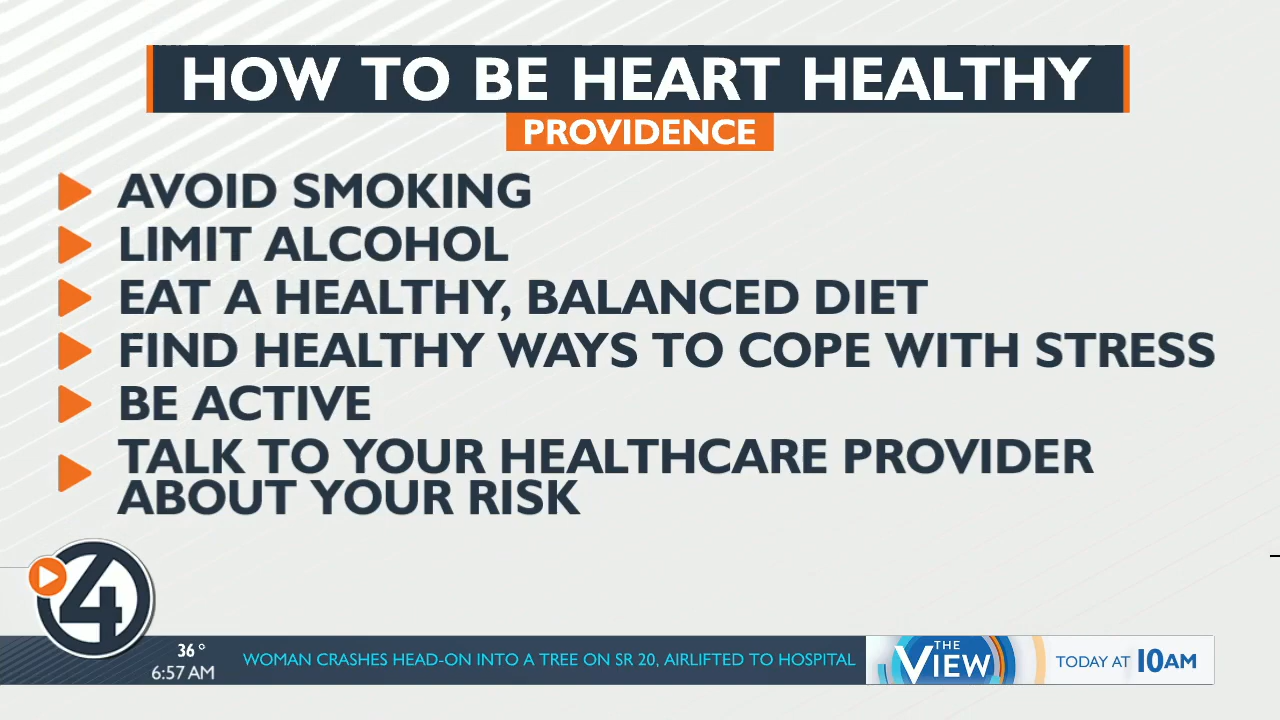 HOW TO BE HEART HEALTHY
PROVIDENCE
AVOID SMOKING
LIMIT ALCOHOL
EAT A HEALTHY, BALANCED DIET
FIND HEALTHY WAYS TO COPE WITH STRESS
BE ACTIVE
TALK TO YOUR HEALTHCARE PROVIDER
ABOUT YOUR RISK
4
36°
6:57 AM
WOMAN CRASHES HEAD-ON INTO A TREE ON SR 20, AIRLIFTED TO HOSPITAL
THE
VIEW
TODAY AT 10AM